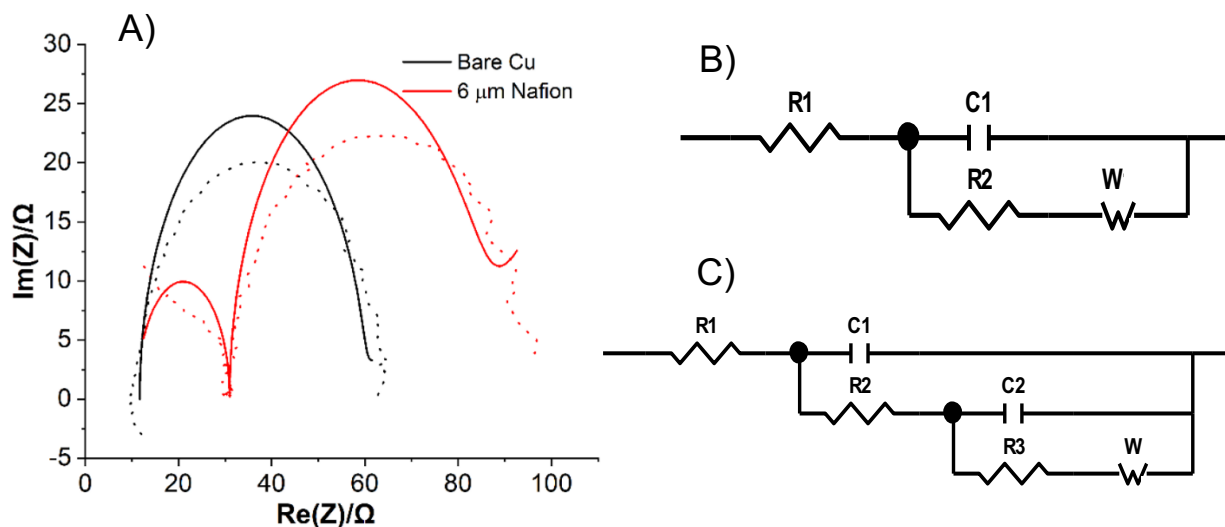 A)
30
25
20
15
10
5
0
-5
Im(Z)/Ω
Bare Cu
6 μm Nafion
0 20 40 60 80 100
Re(Z)/Ω
B)
R1 C1
R2 W
C)
R1 C1
R2 C2
R3 W